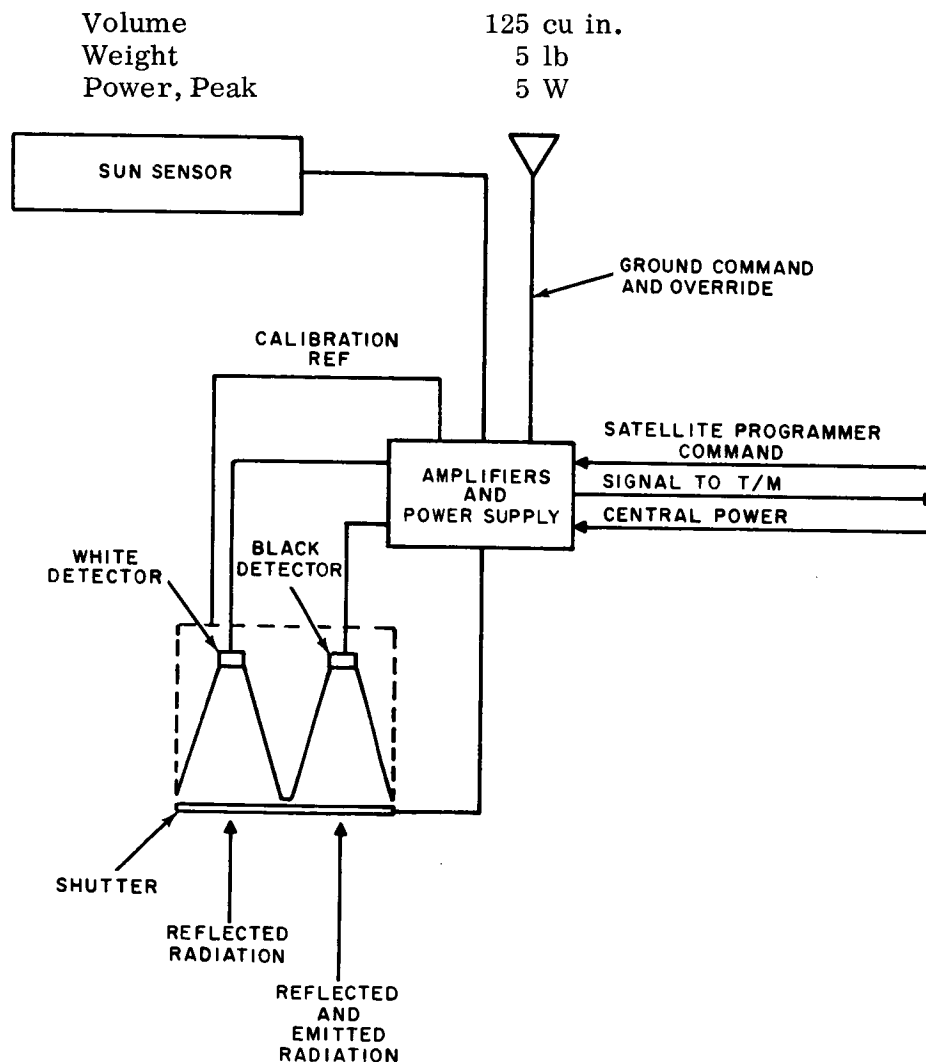 Volume 125 cu in.
Weight 5 lb
Power, Peak 5 W
SUN SENSOR
GROUND COMMAND
AND OVERRIDE
CALIBRATION
REF
SATELLITE PROGRAMMER
COMMAND
AMPLIFIERS
AND
POWER SUPPLY
SIGNAL TO T/M
CENTRAL POWER
WHITE
DETECTOR
BLACK
DETECTOR
SHUTTER
REFLECTED
RADIATION
REFLECTED
AND
EMITTED
RADIATION